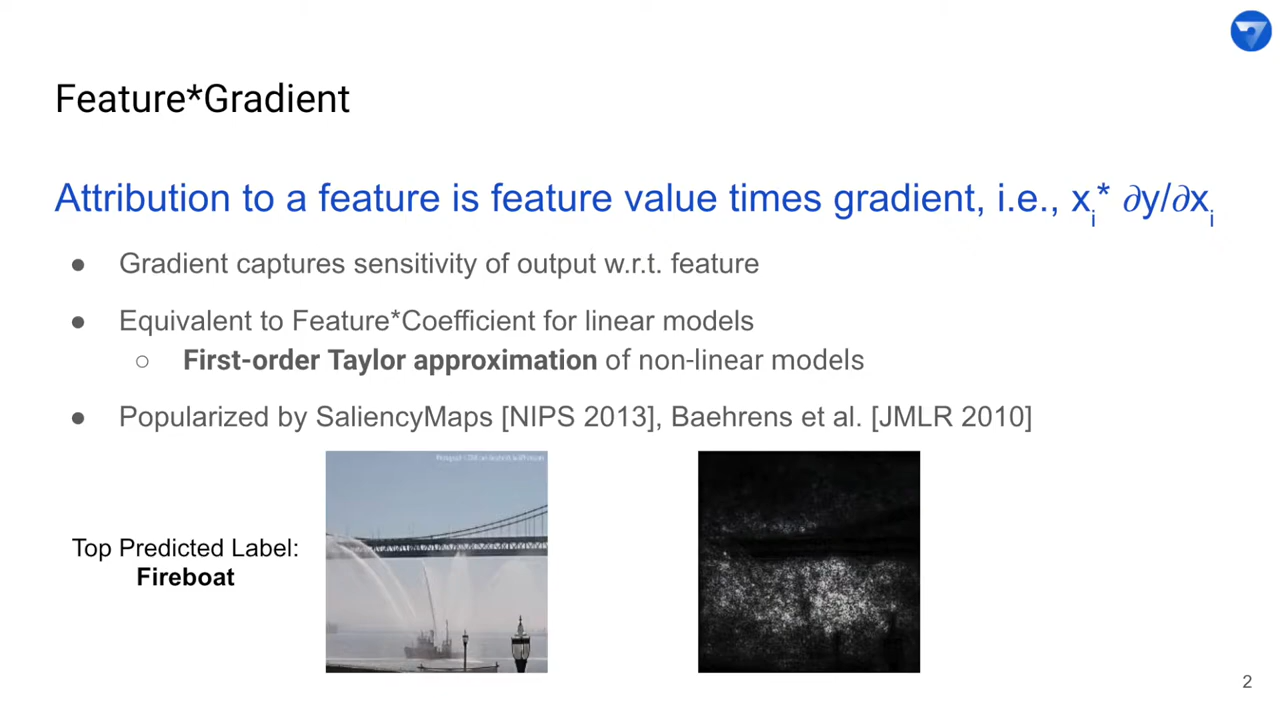 Feature*Gradient
Attribution to a feature is feature value times gradient, i.e., xᵢ* ∂y/∂xᵢ
● Gradient captures sensitivity of output w.r.t. feature
● Equivalent to Feature*Coefficient for linear models
○ First-order Taylor approximation of non-linear models
● Popularized by SaliencyMaps [NIPS 2013], Baehrens et al. [JMLR 2010]
Top Predicted Label:
Fireboat
2